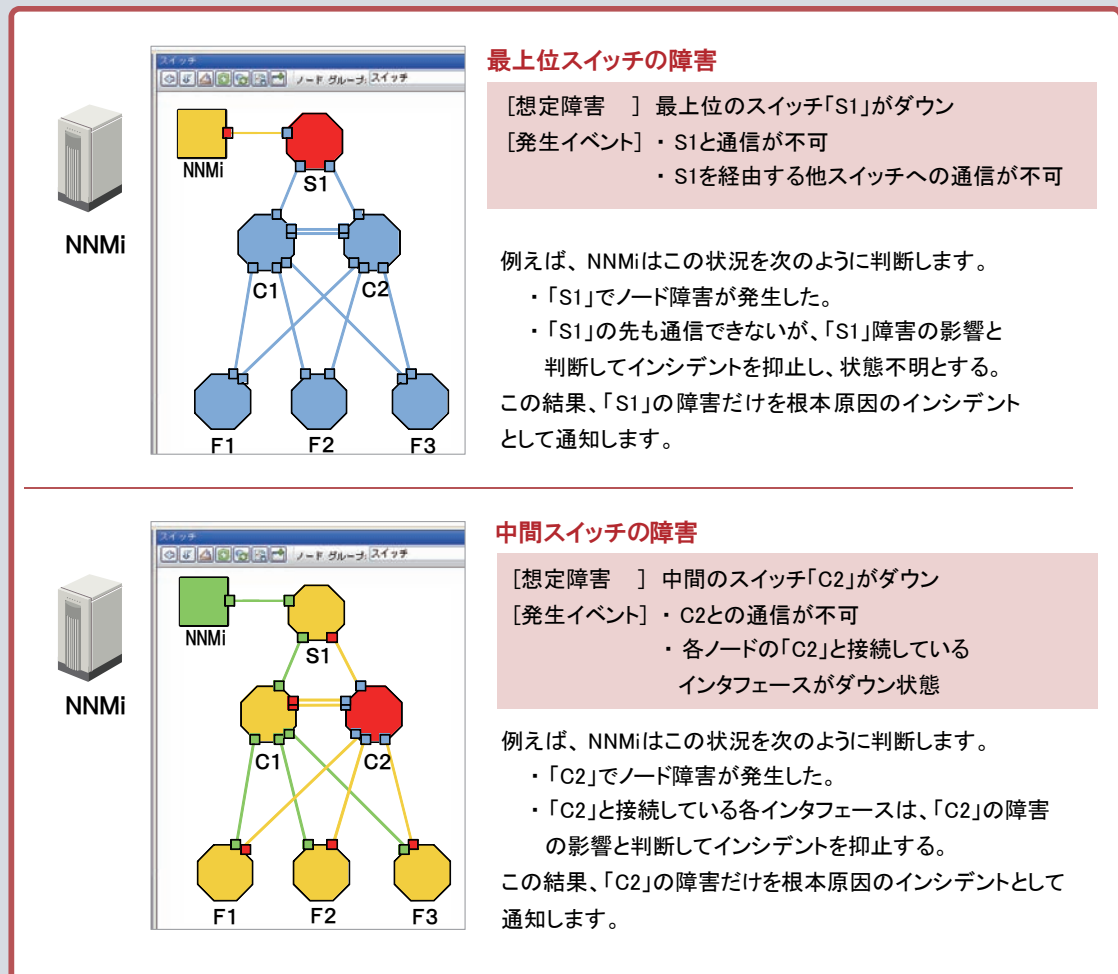 最上位スイッチの障害
スイッチ
ノード グループ: スイッチ
NNMi
S1
C1
C2
F1
F2
F3
NNMi
[想定障害　] 最上位のスイッチ「S1」がダウン
[発生イベント] ・ S1と通信が不可
・ S1を経由する他スイッチへの通信が不可
例えば、NNMiはこの状況を次のように判断します。
・「S1」でノード障害が発生した。
・「S1」の先も通信できないが、「S1」障害の影響と
判断してインシデントを抑止し、状態不明とする。
この結果、「S1」の障害だけを根本原因のインシデント
として通知します。
中間スイッチの障害
スイッチ
ノード グループ: スイッチ
NNMi
S1
C1
C2
F1
F2
F3
NNMi
[想定障害　] 中間のスイッチ「C2」がダウン
[発生イベント] ・ C2との通信が不可
・ 各ノードの「C2」と接続している
インタフェースがダウン状態
例えば、NNMiはこの状況を次のように判断します。
・「C2」でノード障害が発生した。
・「C2」と接続している各インタフェースは、「C2」の障害
の影響と判断してインシデントを抑止する。
この結果、「C2」の障害だけを根本原因のインシデントとして
通知します。